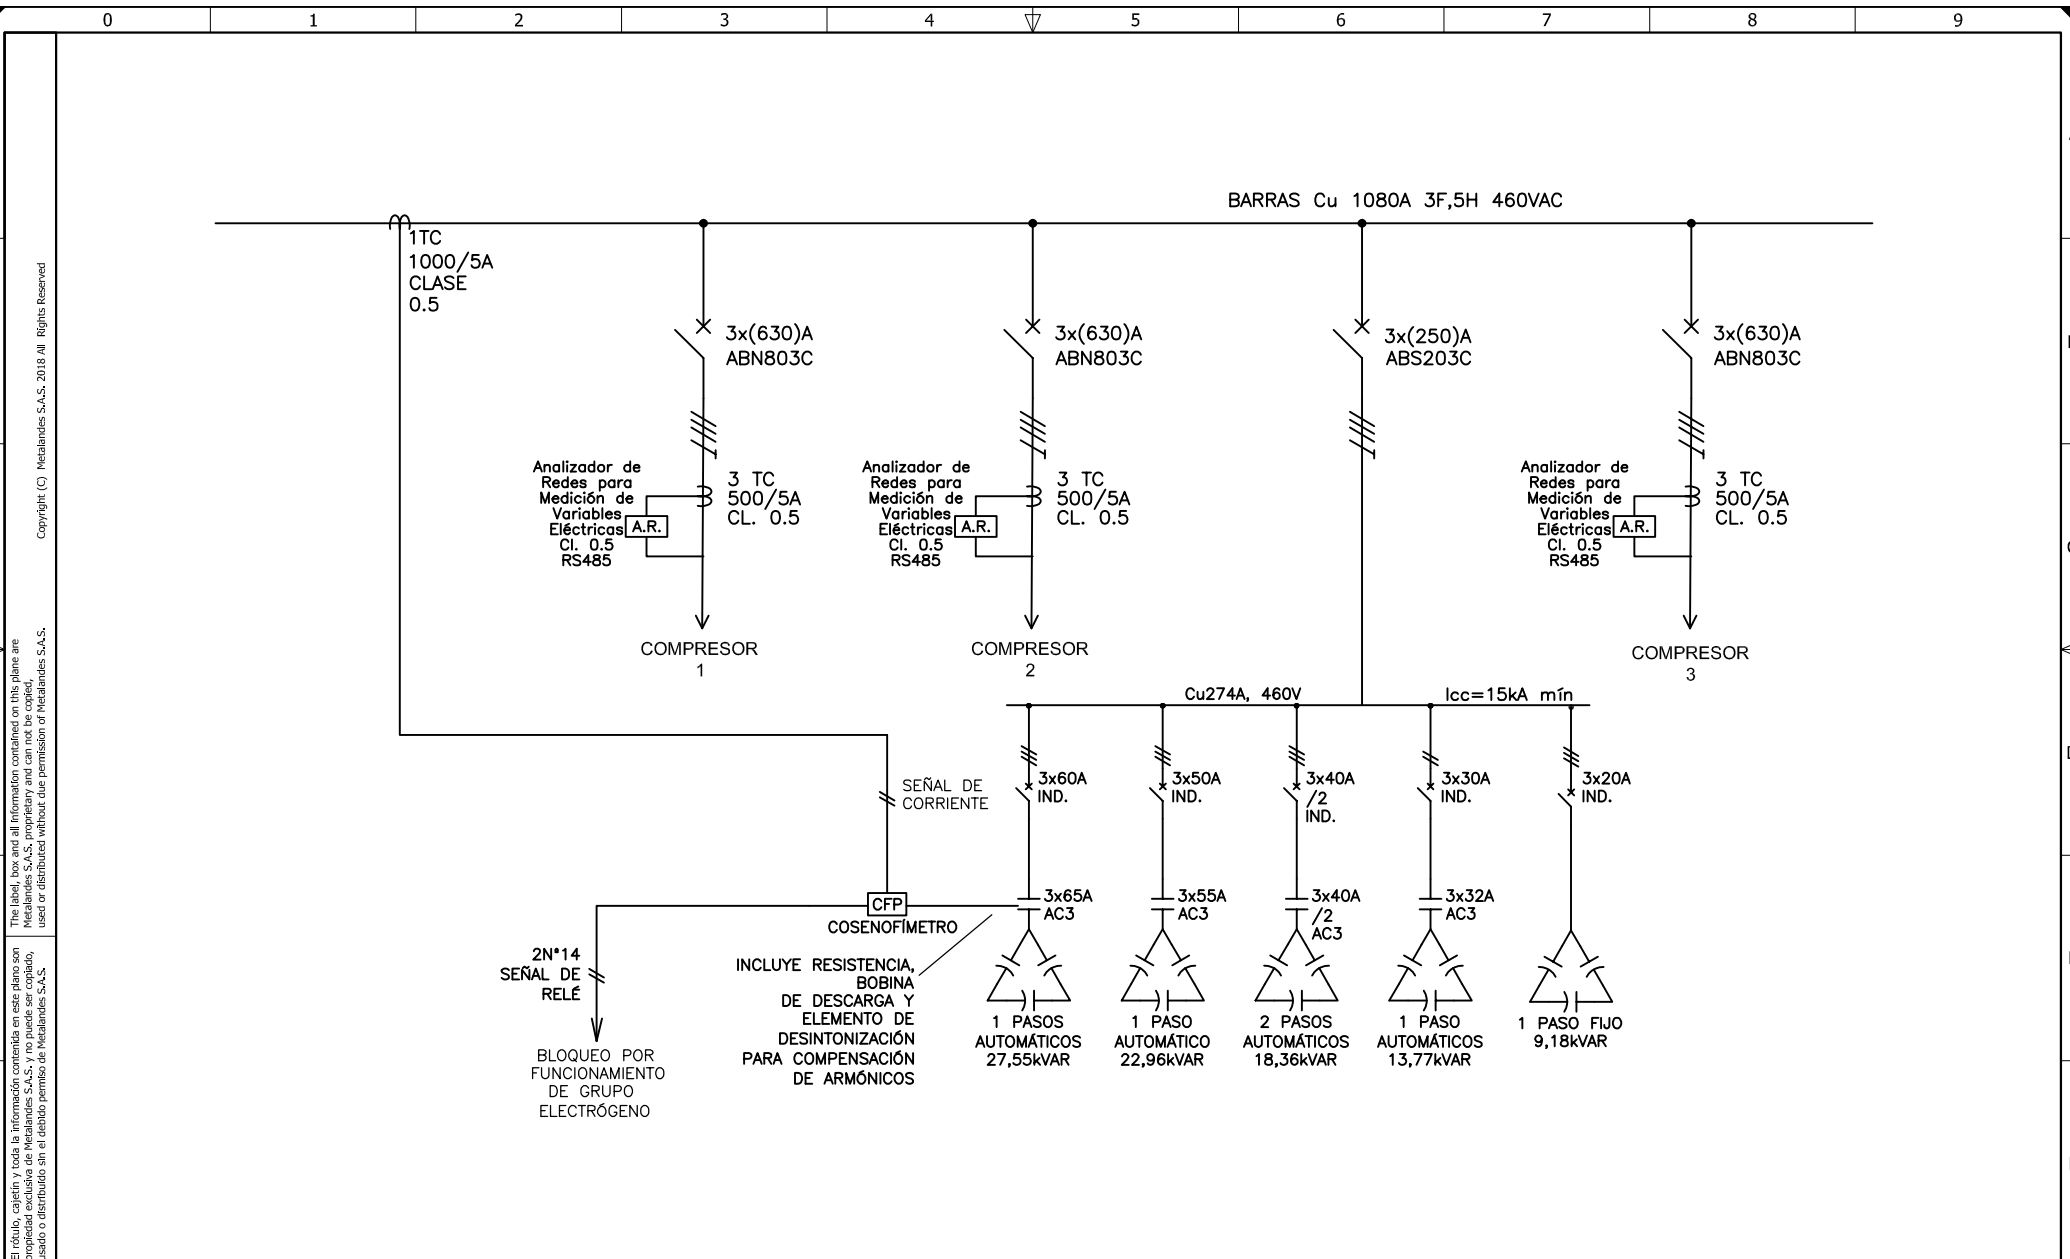 0 1 2 3 4 5 6 7 8 9
BARRAS Cu 1080A 3F,5H 460VAC
1TC
1000/5A
CLASE
0.5
3x(630)A
ABN803C
3x(630)A
ABN803C
3x(250)A
ABS203C
3x(630)A
ABN803C
Analizador de
Redes para
Medición de
Variables
Eléctricas
Cl. 0.5
RS485
A.R.
3 TC
500/5A
CL. 0.5
Analizador de
Redes para
Medición de
Variables
Eléctricas
Cl. 0.5
RS485
A.R.
3 TC
500/5A
CL. 0.5
Analizador de
Redes para
Medición de
Variables
Eléctricas
Cl. 0.5
RS485
A.R.
3 TC
500/5A
CL. 0.5
COMPRESOR
1
COMPRESOR
2
COMPRESOR
3
Cu274A, 460V
Icc=15kA mín
SEÑAL DE
CORRIENTE
3x60A
IND.
3x50A
IND.
3x40A
/2
IND.
3x30A
IND.
3x20A
IND.
CFP
COSENOFÍMETRO
3x65A
AC3
3x55A
AC3
3x40A
/2
AC3
3x32A
AC3
2N°14
SEÑAL DE
RELÉ
INCLUYE RESISTENCIA,
BOBINA
DE DESCARGA Y
ELEMENTO DE
DESINTONIZACIÓN
PARA COMPENSACIÓN
DE ARMÓNICOS
1 PASOS
AUTOMÁTICOS
27,55kVAR
1 PASO
AUTOMÁTICO
22,96kVAR
2 PASOS
AUTOMÁTICOS
18,36kVAR
1 PASO
AUTOMÁTICOS
13,77kVAR
1 PASO FIJO
9,18kVAR
BLOQUEO POR
FUNCIONAMIENTO
DE GRUPO
ELECTRÓGENO
Copyright (C) Metalandes S.A.S. 2018 All Rights Reserved
The label, box and all information contained on this plane are
Metalandes S.A.S. proprietary and can not be copied,
used or distributed without due permission of Metalandes S.A.S.
El rótulo, cajetín y toda la información contenida en este plano son
propiedad exclusiva de Metalandes S.A.S. y no puede ser copiado,
usado o distribuido sin el debido permiso de Metalandes S.A.S.